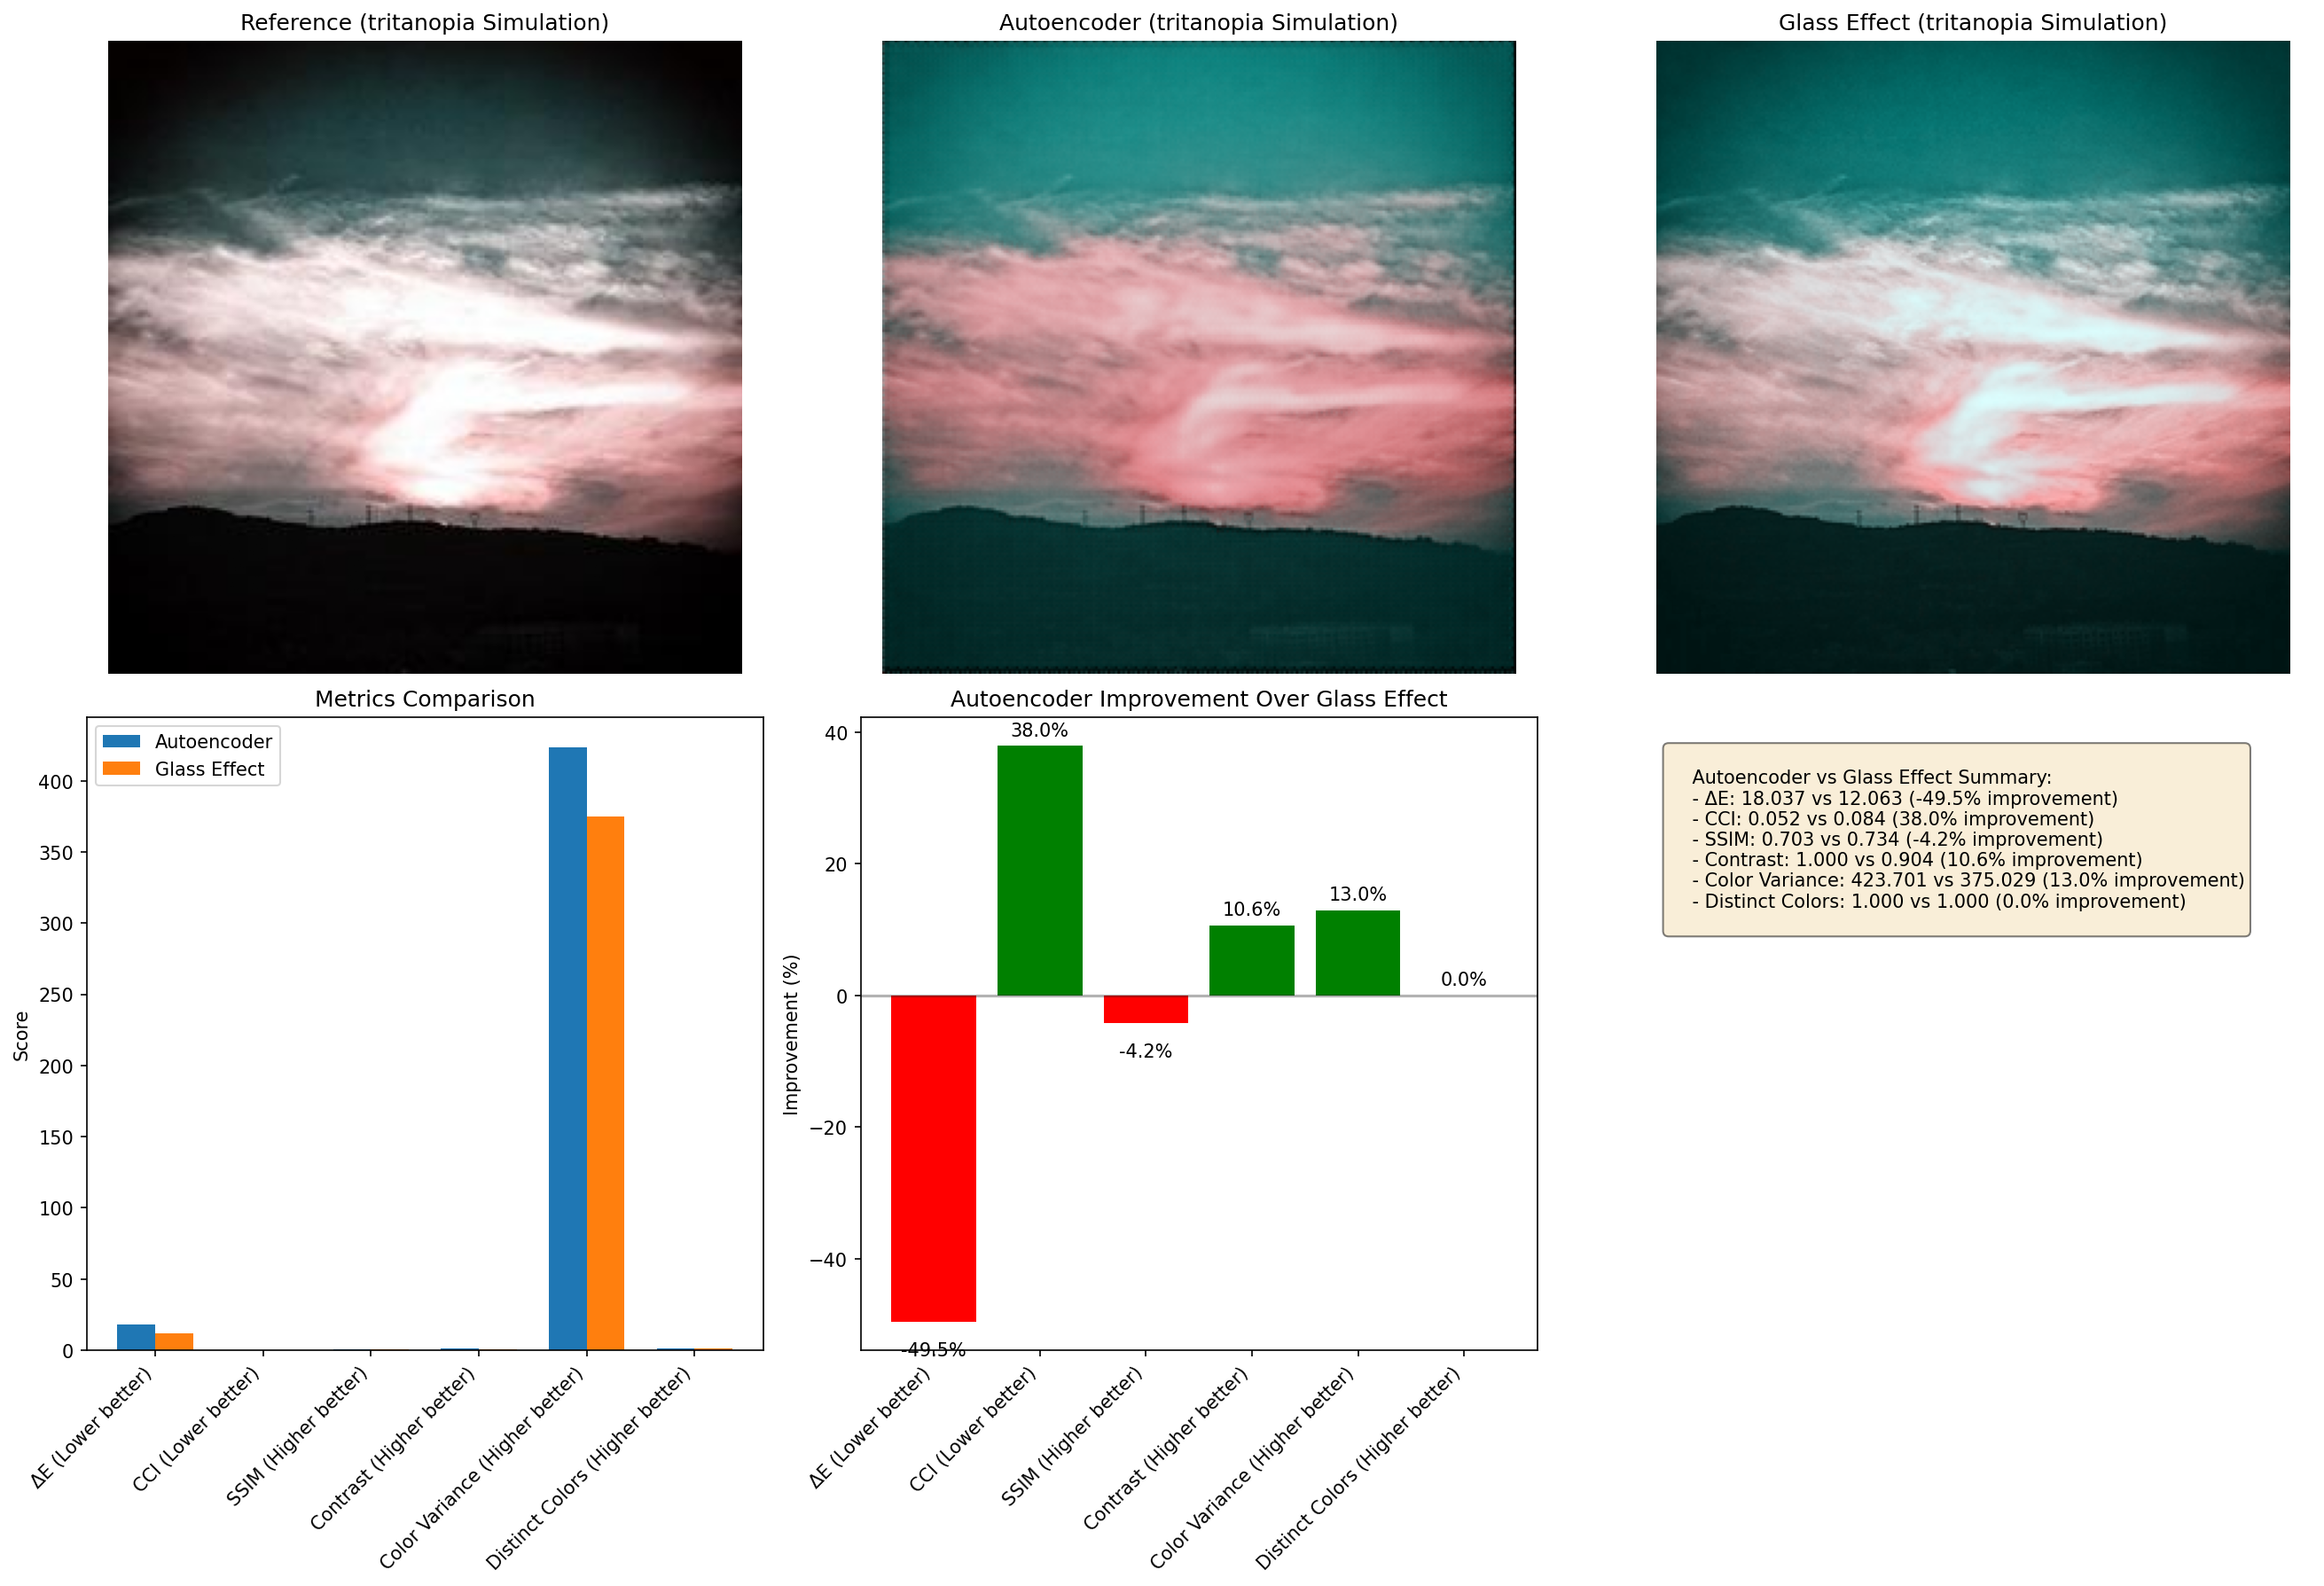 Reference (tritanopia Simulation)
Autoencoder (tritanopia Simulation)
Glass Effect (tritanopia Simulation)
Metrics Comparison
Autoencoder
Glass Effect
Score
400
350
300
250
200
150
100
50
0
ΔE (Lower better)
CCI (Lower better)
SSIM (Higher better)
Contrast (Higher better)
Color Variance (Higher better)
Distinct Colors (Higher better)
Autoencoder Improvement Over Glass Effect
Improvement (%)
40
20
0
−20
−40
-49.5%
38.0%
-4.2%
10.6%
13.0%
0.0%
ΔE (Lower better)
CCI (Lower better)
SSIM (Higher better)
Contrast (Higher better)
Color Variance (Higher better)
Distinct Colors (Higher better)
Autoencoder vs Glass Effect Summary:
- ΔE: 18.037 vs 12.063 (-49.5% improvement)
- CCI: 0.052 vs 0.084 (38.0% improvement)
- SSIM: 0.703 vs 0.734 (-4.2% improvement)
- Contrast: 1.000 vs 0.904 (10.6% improvement)
- Color Variance: 423.701 vs 375.029 (13.0% improvement)
- Distinct Colors: 1.000 vs 1.000 (0.0% improvement)